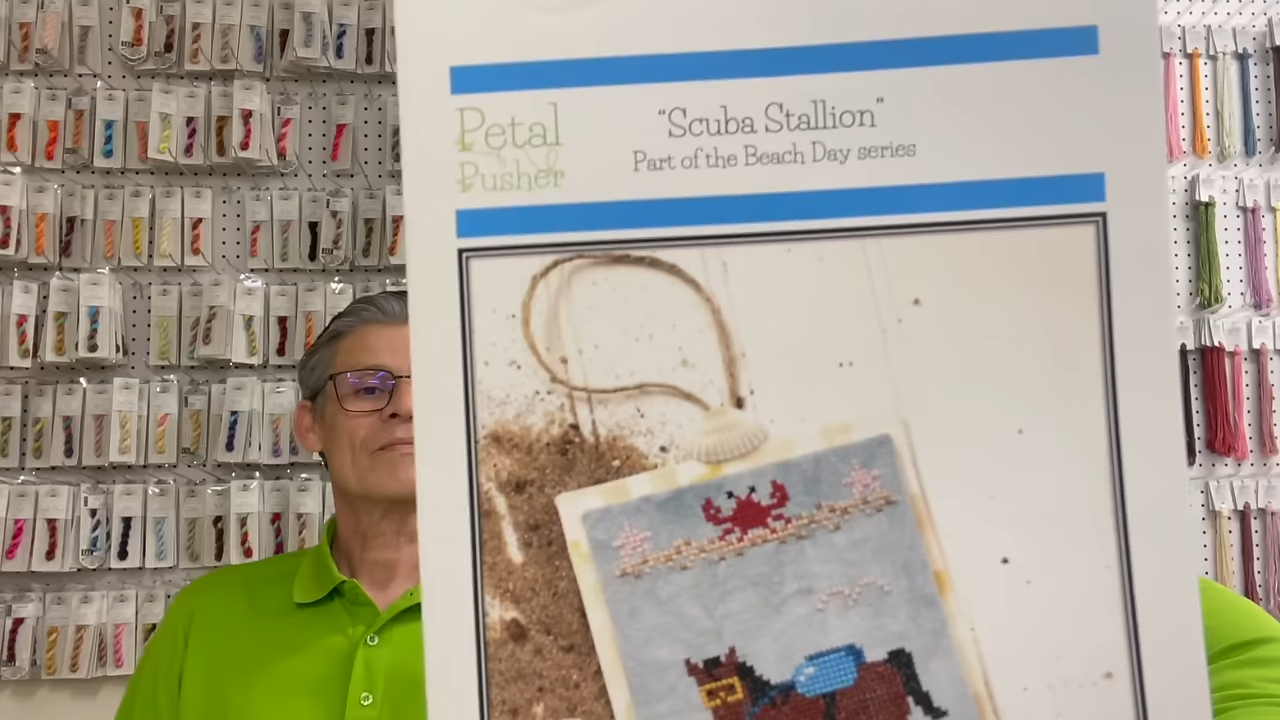 Petal
Pusher
"Scuba Stallion"
Part of the Beach Day series